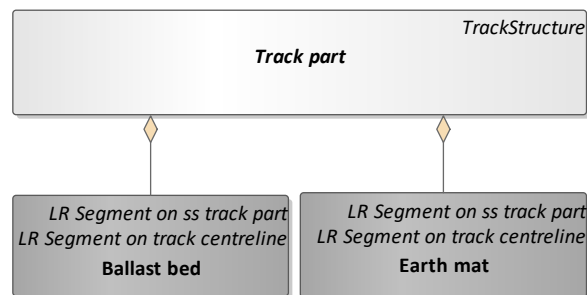 TrackStructure
Track part
LR Segment on ss track part
LR Segment on track centreline
Ballast bed
LR Segment on ss track part
LR Segment on track centreline
Earth mat